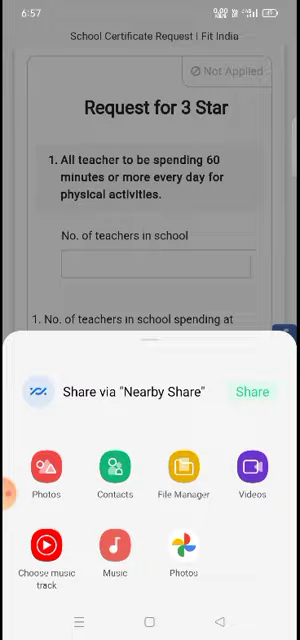 6:57
School Certificate Request | Fit India
Not Applied
Request for 3 Star
1. All teacher to be spending 60
minutes or more every day for
physical activities.
No. of teachers in school
1. No. of teachers in school spending at
Share via "Nearby Share"
Share
Photos
Contacts
File Manager
Videos
Choose music
track
Music
Photos